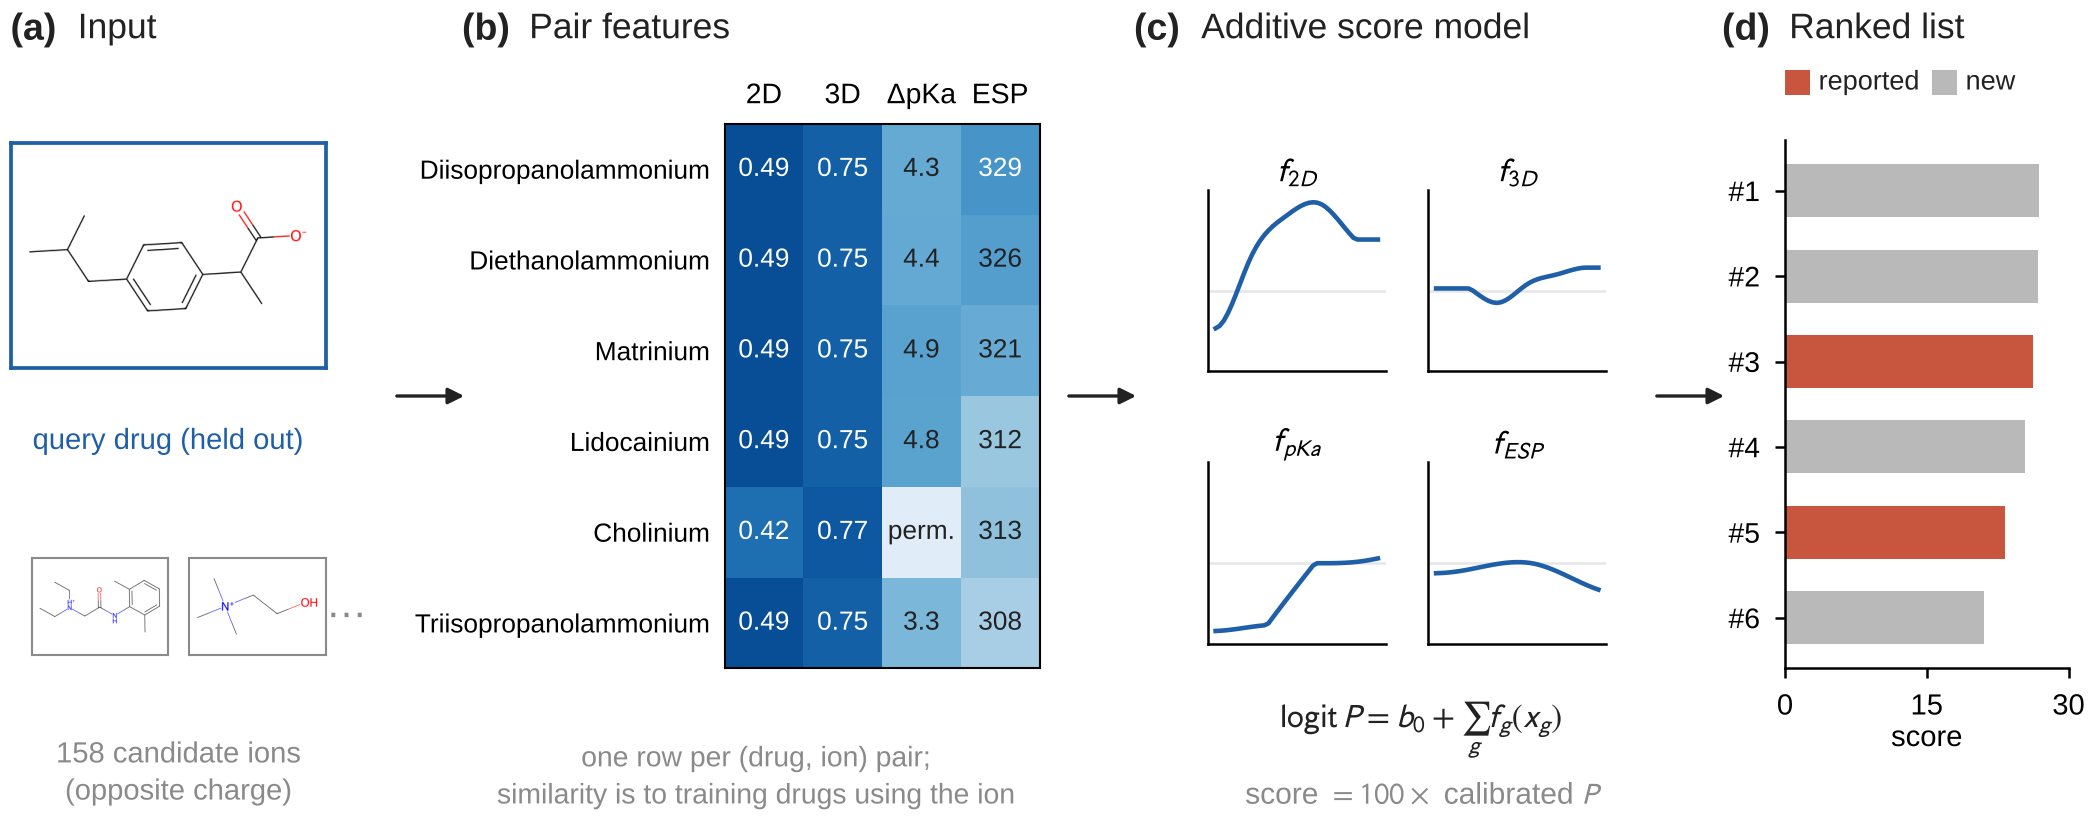 (a) Input
O
O⁻
query drug (held out)
H⁺
N
O
N
H
N⁺
OH
...
158 candidate ions
(opposite charge)
(b) Pair features
2D 3D ΔpKa ESP
Diisopropanolammonium 0.49 0.75 4.3 329
Diethanolammonium 0.49 0.75 4.4 326
Matrinium 0.49 0.75 4.9 321
Lidocainium 0.49 0.75 4.8 312
Cholinium 0.42 0.77 perm. 313
Triisopropanolammonium 0.49 0.75 3.3 308
one row per (drug, ion) pair;
similarity is to training drugs using the ion
(c) Additive score model
f2D
f3D
fpKa
fESP
logit P = b₀ + ∑g fg(xg)
score = 100 × calibrated P
(d) Ranked list
reported new
#1
#2
#3
#4
#5
#6
0 15 30
score